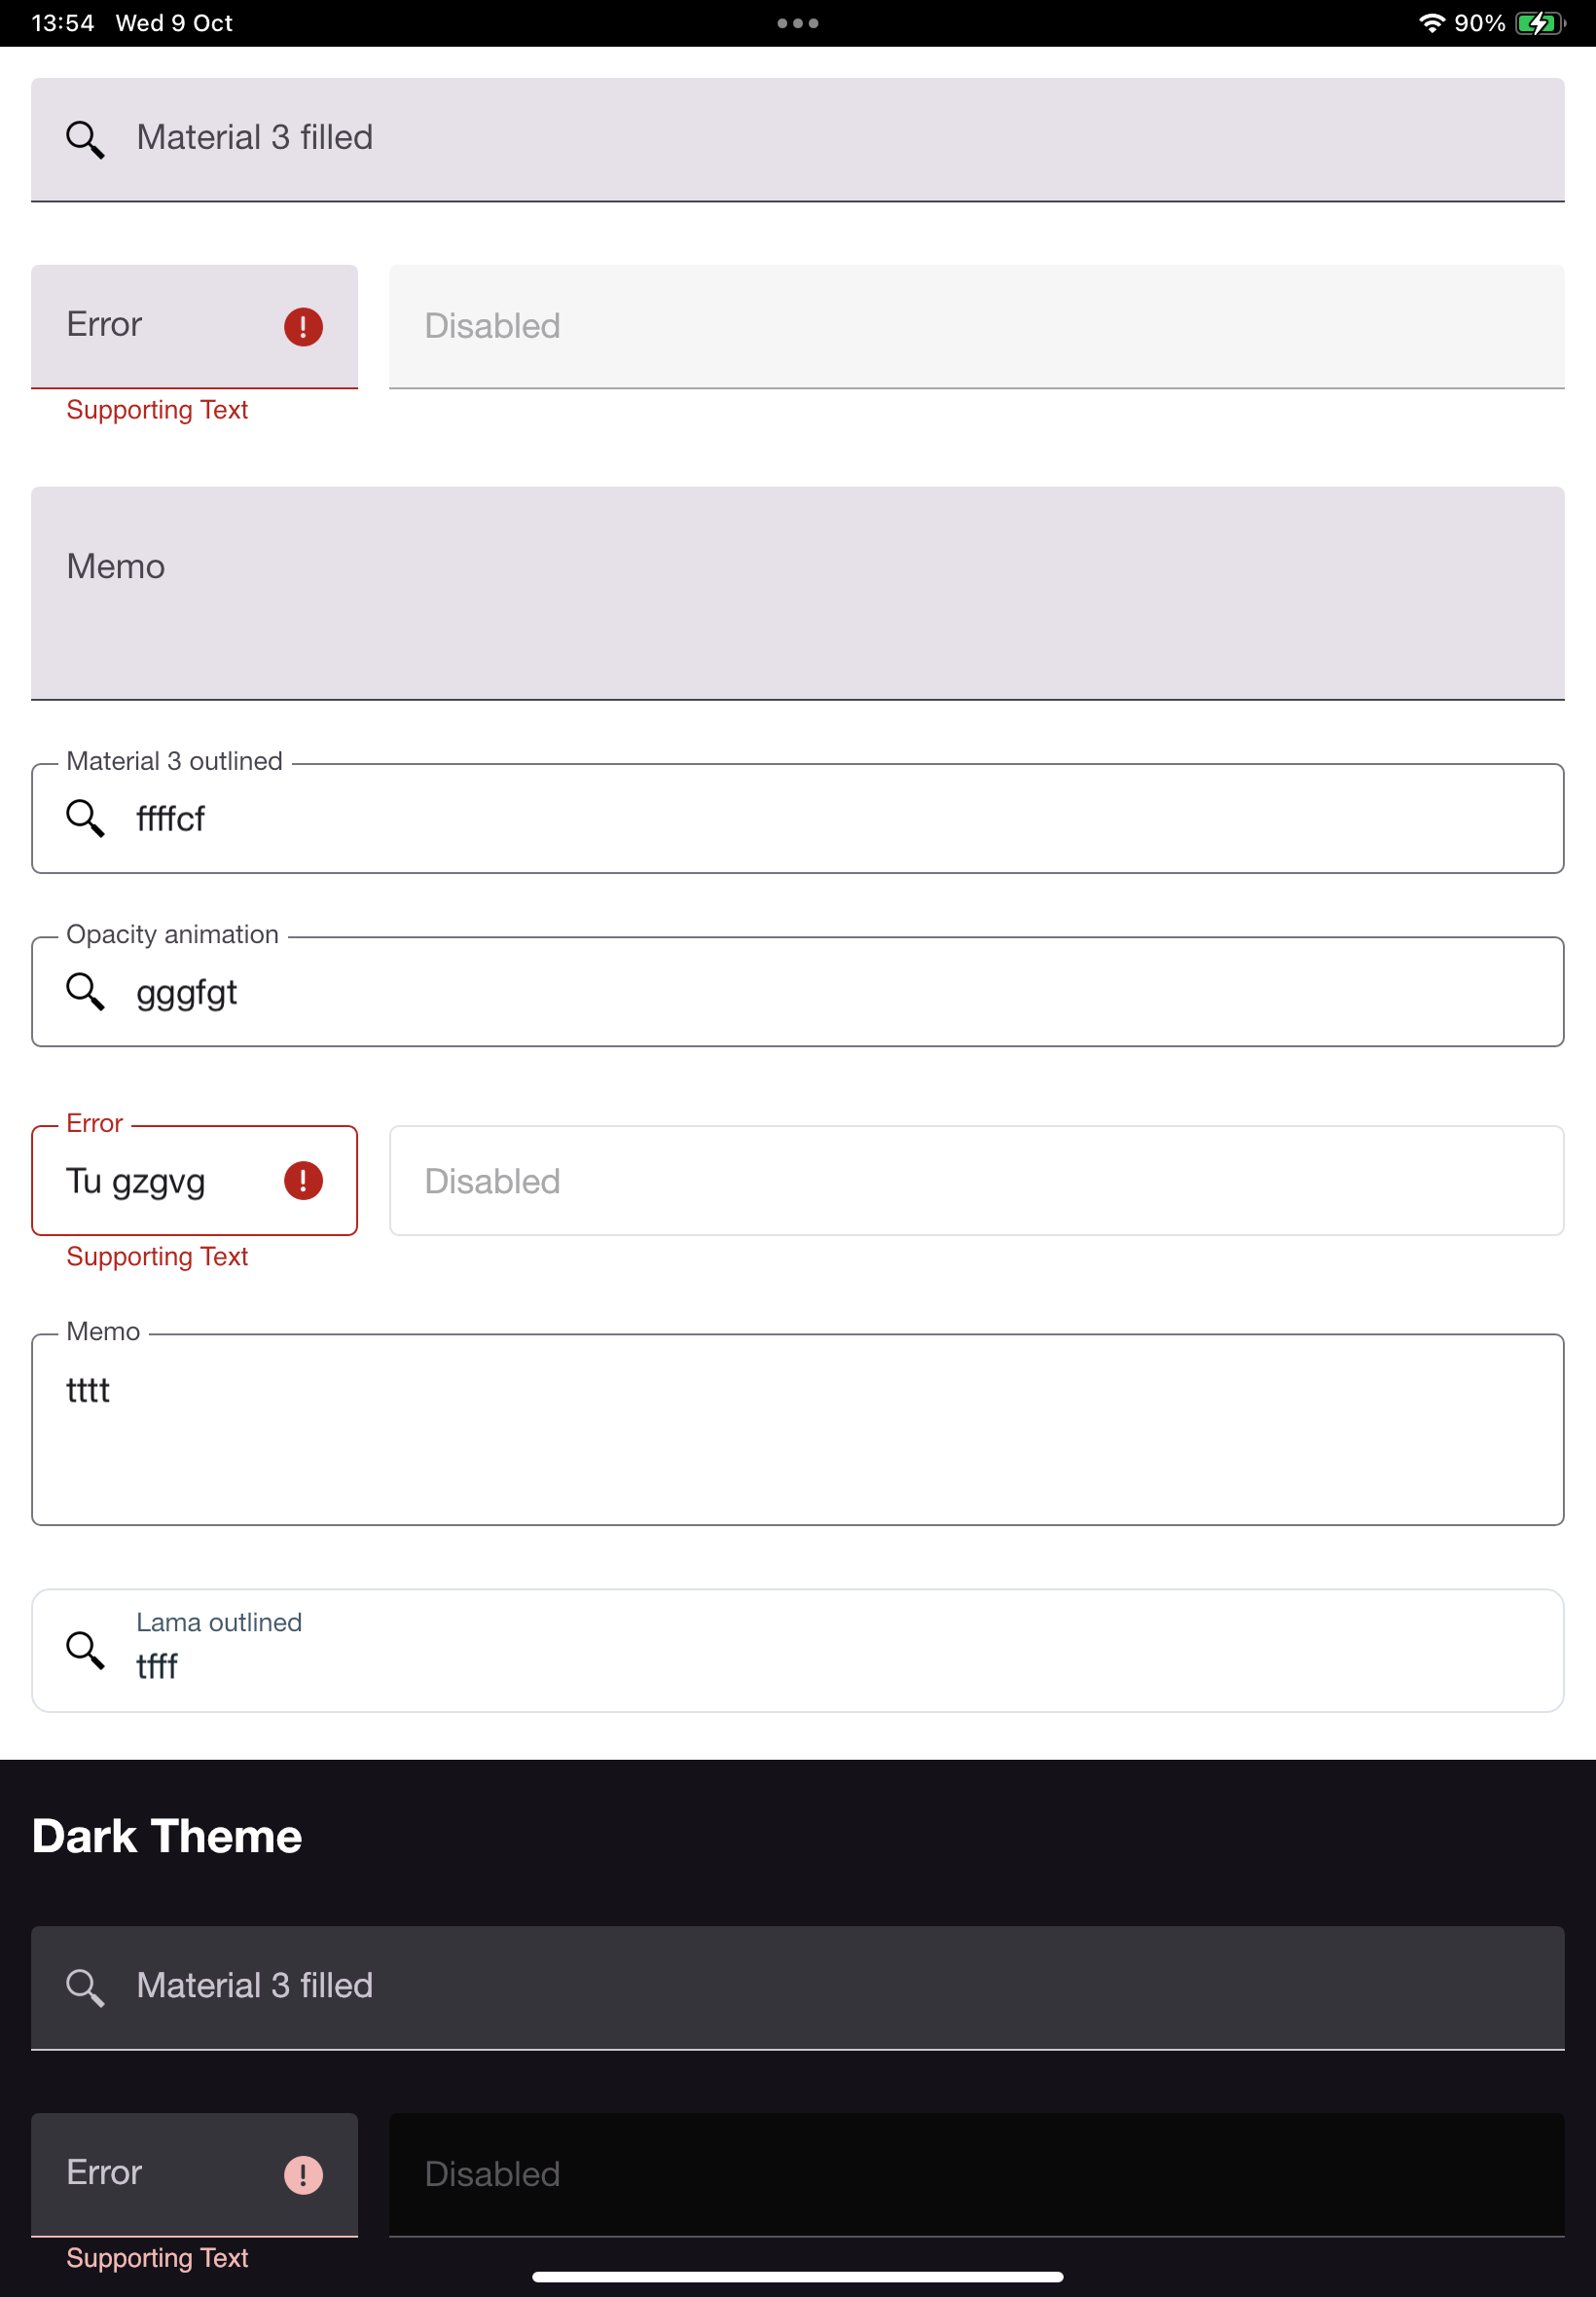 13:54 Wed 9 Oct 90%
Material 3 filled
Error ! Disabled
Supporting Text
Memo
Material 3 outlined
ffffcf
Opacity animation
gggfgt
Error
Tu gzgvg ! Disabled
Supporting Text
Memo
tttt
Lama outlined
tfff
Dark Theme
Material 3 filled
Error ! Disabled
Supporting Text